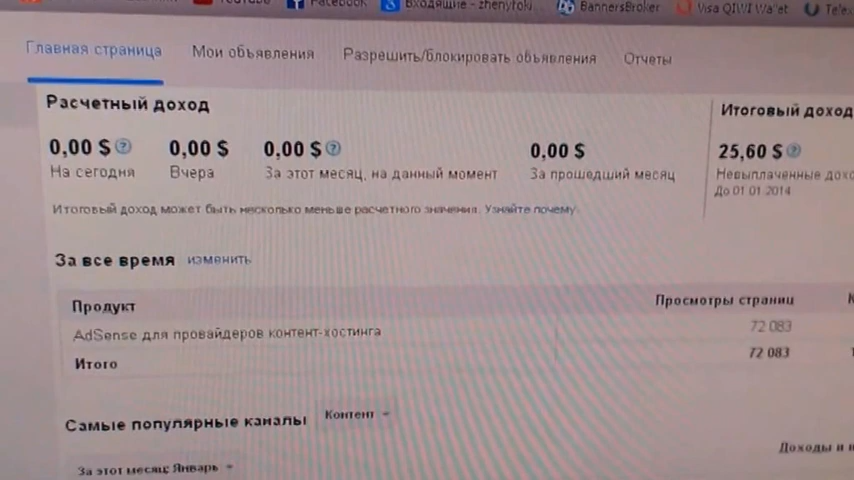 YouTube Facebook Входящие - zhenyfoki BannersBroker Visa QIWI Wallet Telex
Главная страница Мои объявления Разрешить/блокировать объявления Отчеты
Расчетный доход Итоговый доход
0,00 $ ? 0,00 $ 0,00 $ ? 0,00 $ 25,60 $ ?
На сегодня Вчера За этот месяц, на данный момент За прошедший месяц Невыплаченные дохо
До 01.01.2014
Итоговый доход может быть несколько меньше расчетного значения. Узнайте почему.
За все время изменить
Продукт Просмотры страниц К
AdSense для провайдеров контент-хостинга 72 083
Итого 72 083
Самые популярные каналы Контент
Доходы и
За этот месяц: Январь